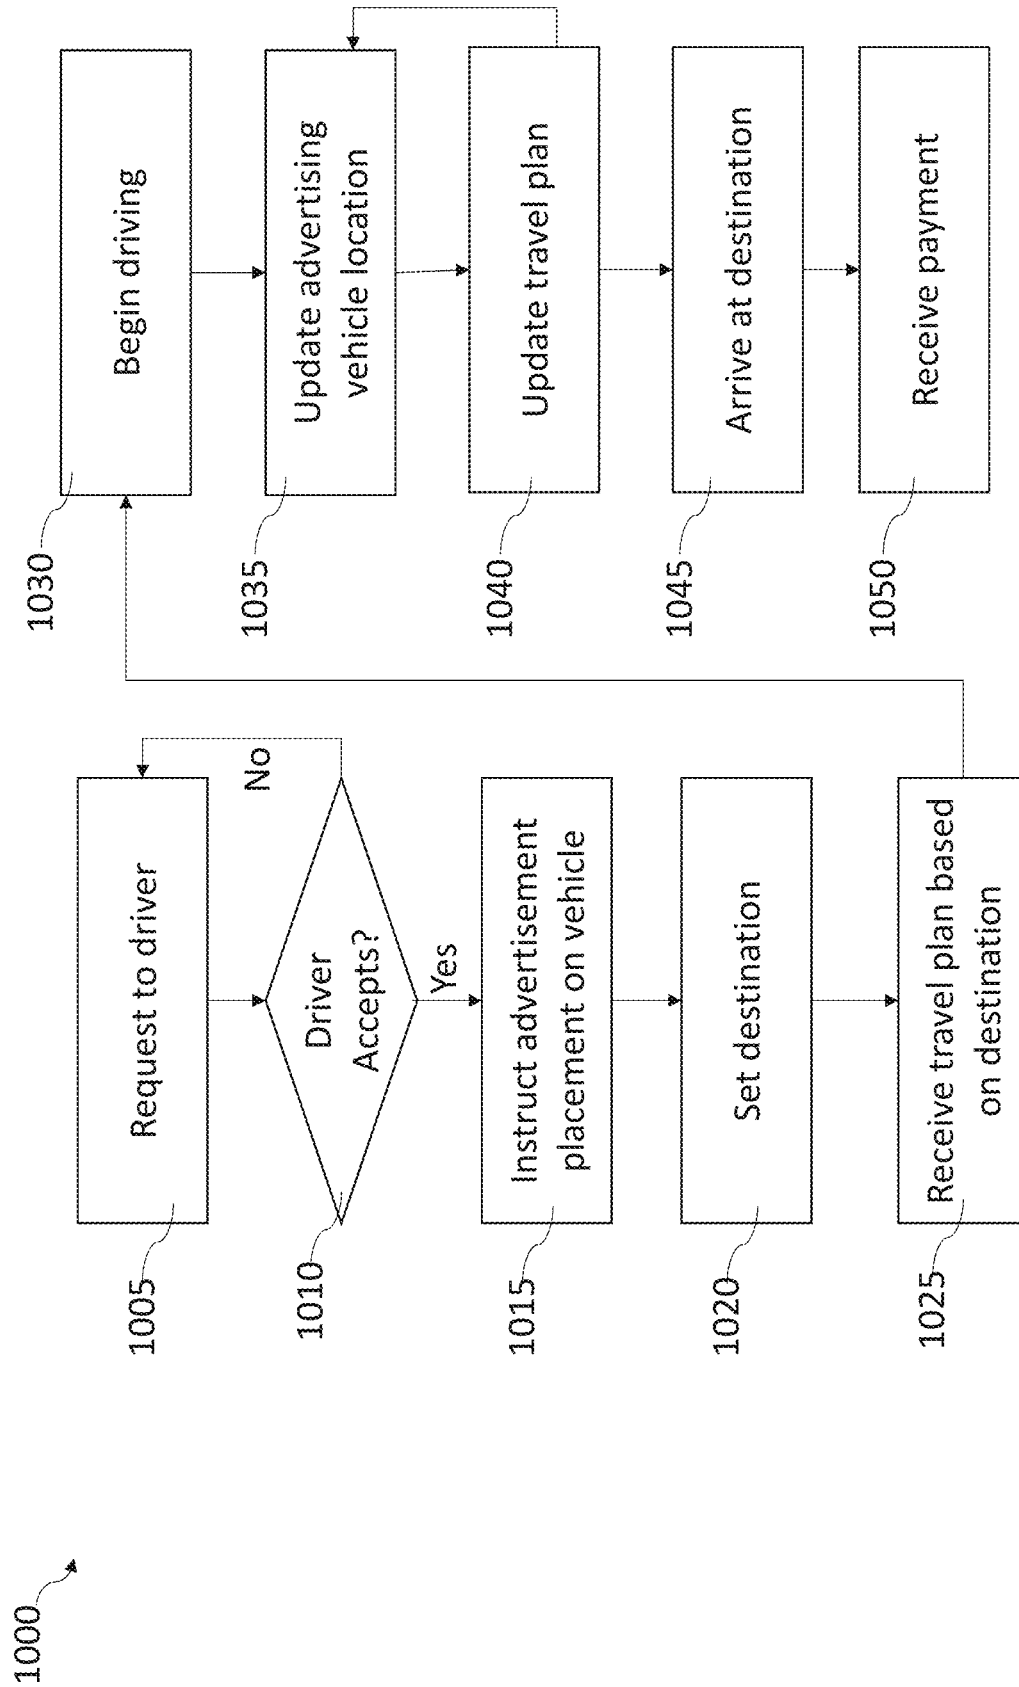 1000
1005
Request to driver
No
1010
Driver
Accepts?
Yes
1015
Instruct advertisement
placement on vehicle
1020
Set destination
1025
Receive travel plan based
on destination
1030
Begin driving
1035
Update advertising
vehicle location
1040
Update travel plan
1045
Arrive at destination
1050
Receive payment